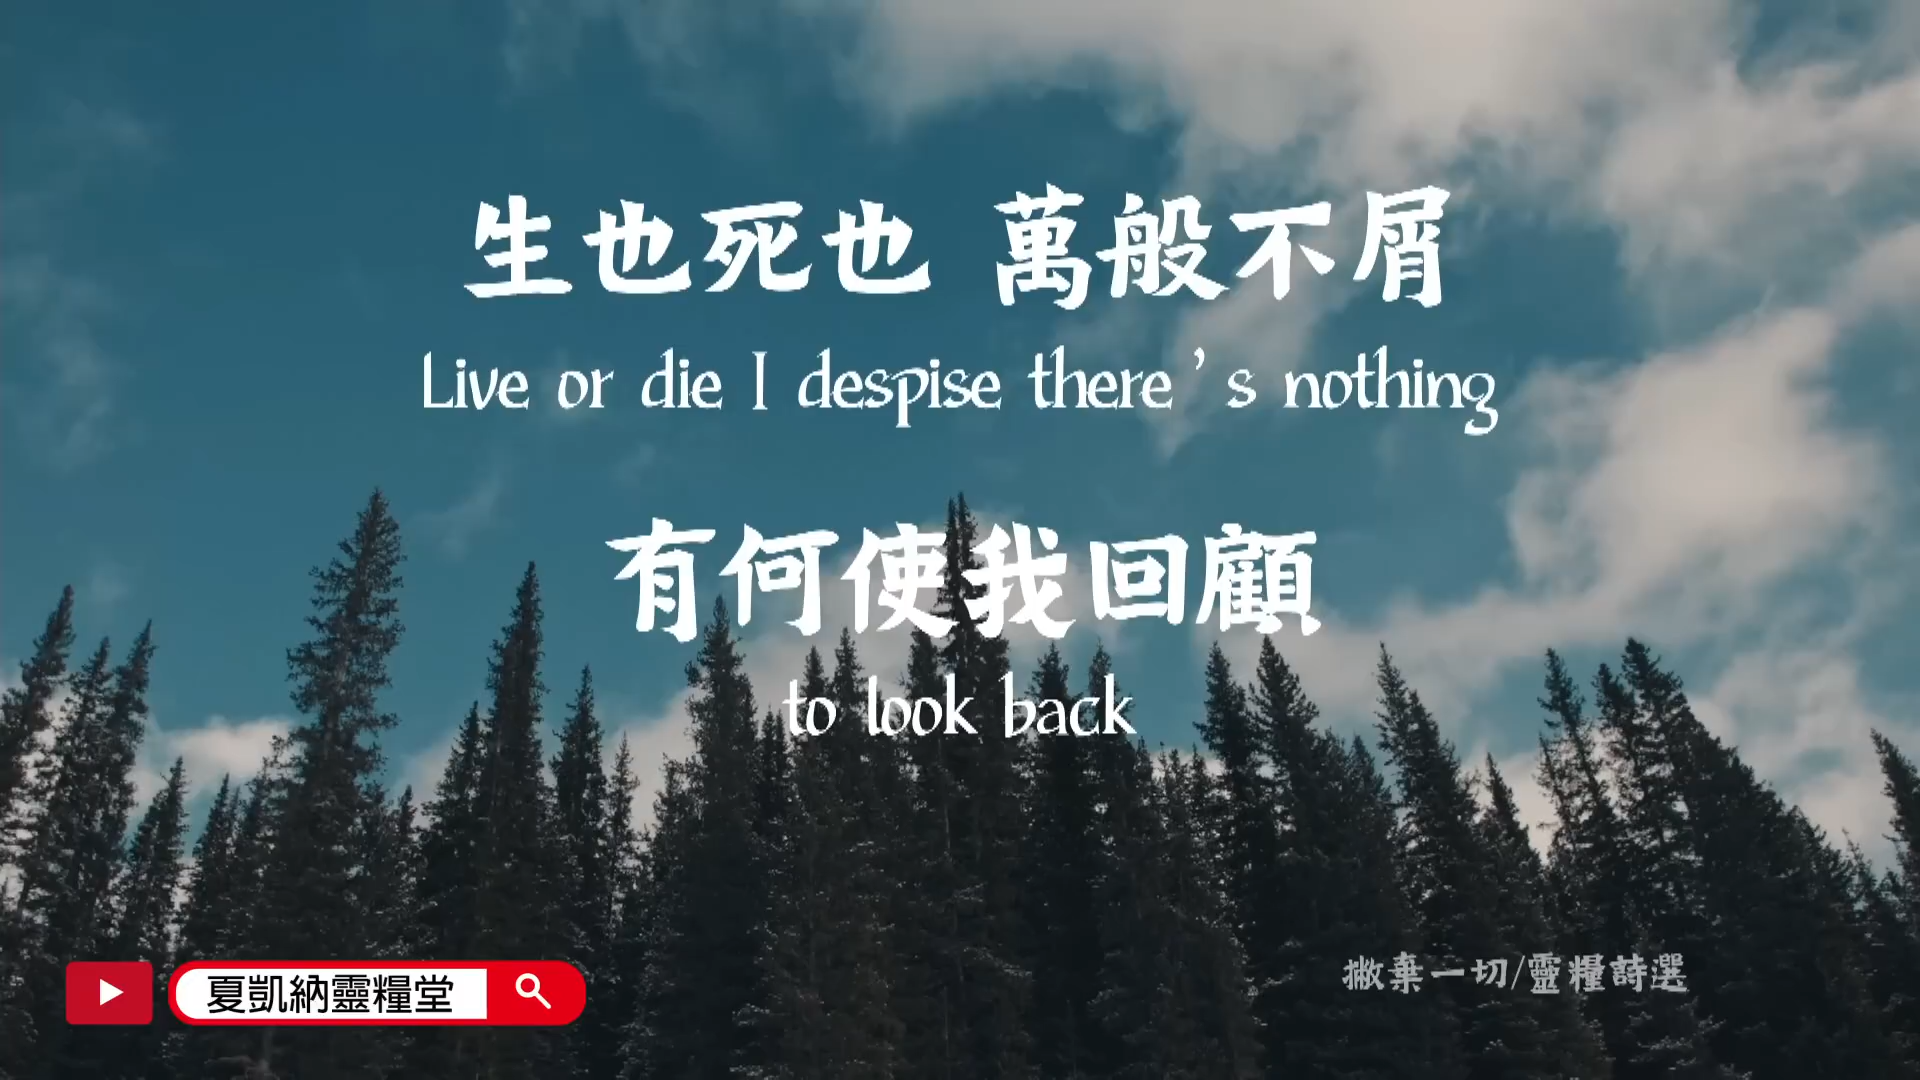 生也死也 萬般不屑
Live or die I despise there's nothing
有何使我回顧
to look back
撇棄一切/靈糧詩選
夏凱納靈糧堂